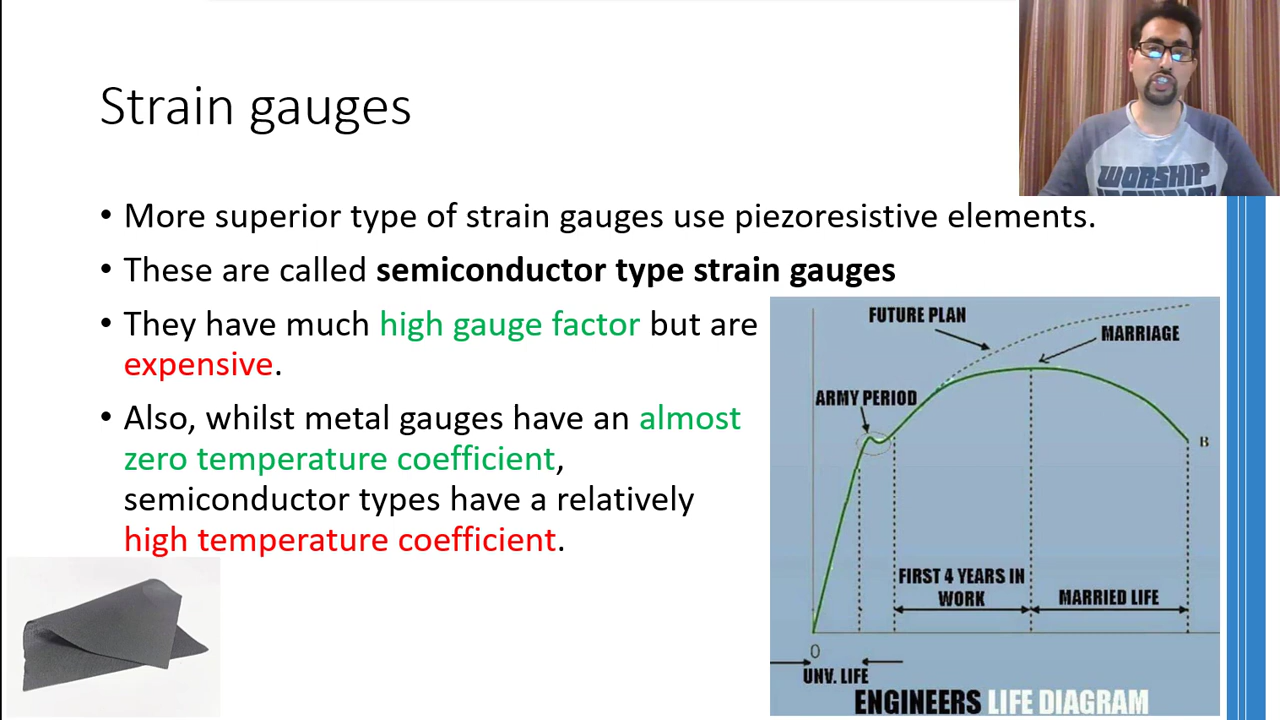 Strain gauges
WORSHIP
• More superior type of strain gauges use piezoresistive elements.
• These are called semiconductor type strain gauges
• They have much high gauge factor but are
expensive.
• Also, whilst metal gauges have an almost
zero temperature coefficient,
semiconductor types have a relatively
high temperature coefficient.
FUTURE PLAN
MARRIAGE
ARMY PERIOD
B
FIRST 4 YEARS IN
WORK
MARRIED LIFE
O
UNV. LIFE
ENGINEERS LIFE DIAGRAM